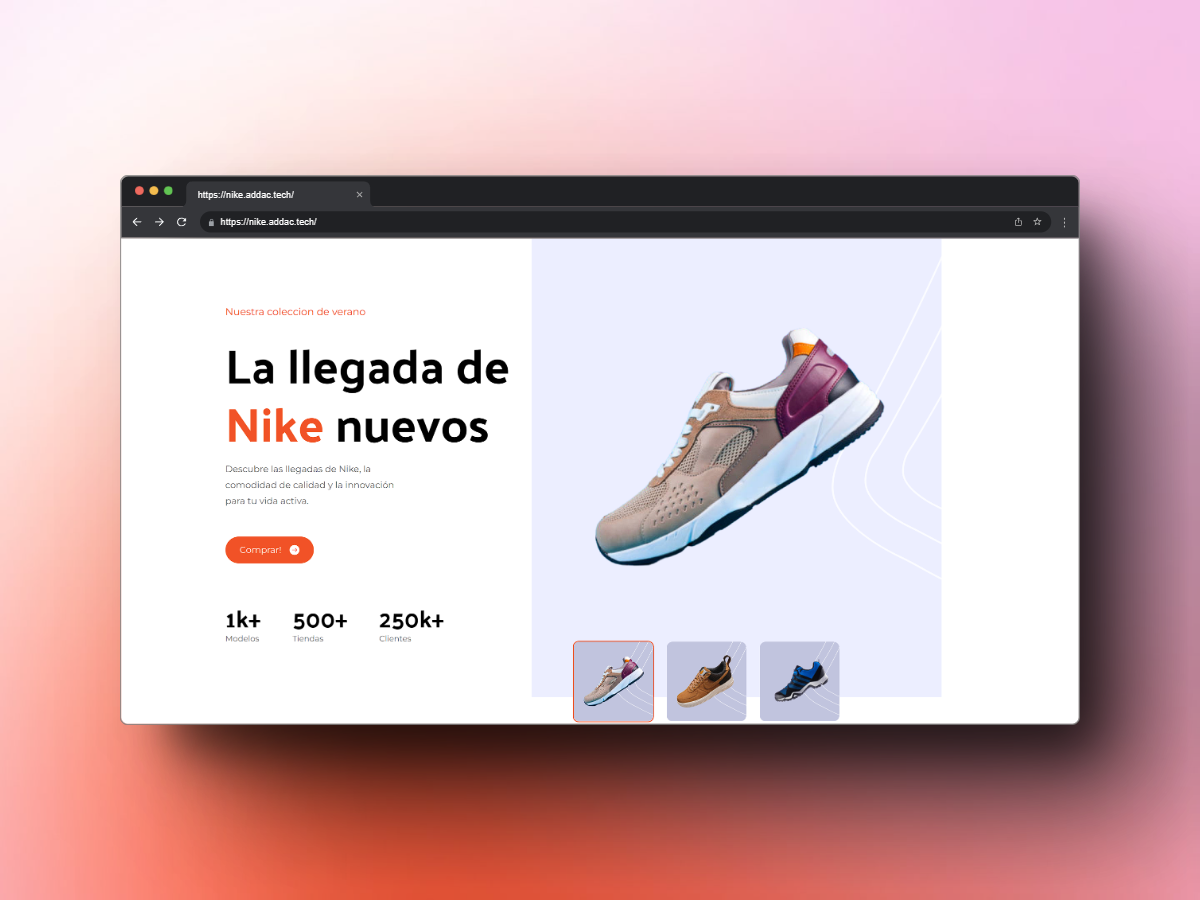 https://nike.addac.tech/
https://nike.addac.tech/
Nuestra coleccion de verano
La llegada de
Nike nuevos
Descubre las llegadas de Nike, la
comodidad de calidad y la innovación
para tu vida activa.
Comprar!
1k+ 500+ 250k+
Modelos Tiendas Clientes